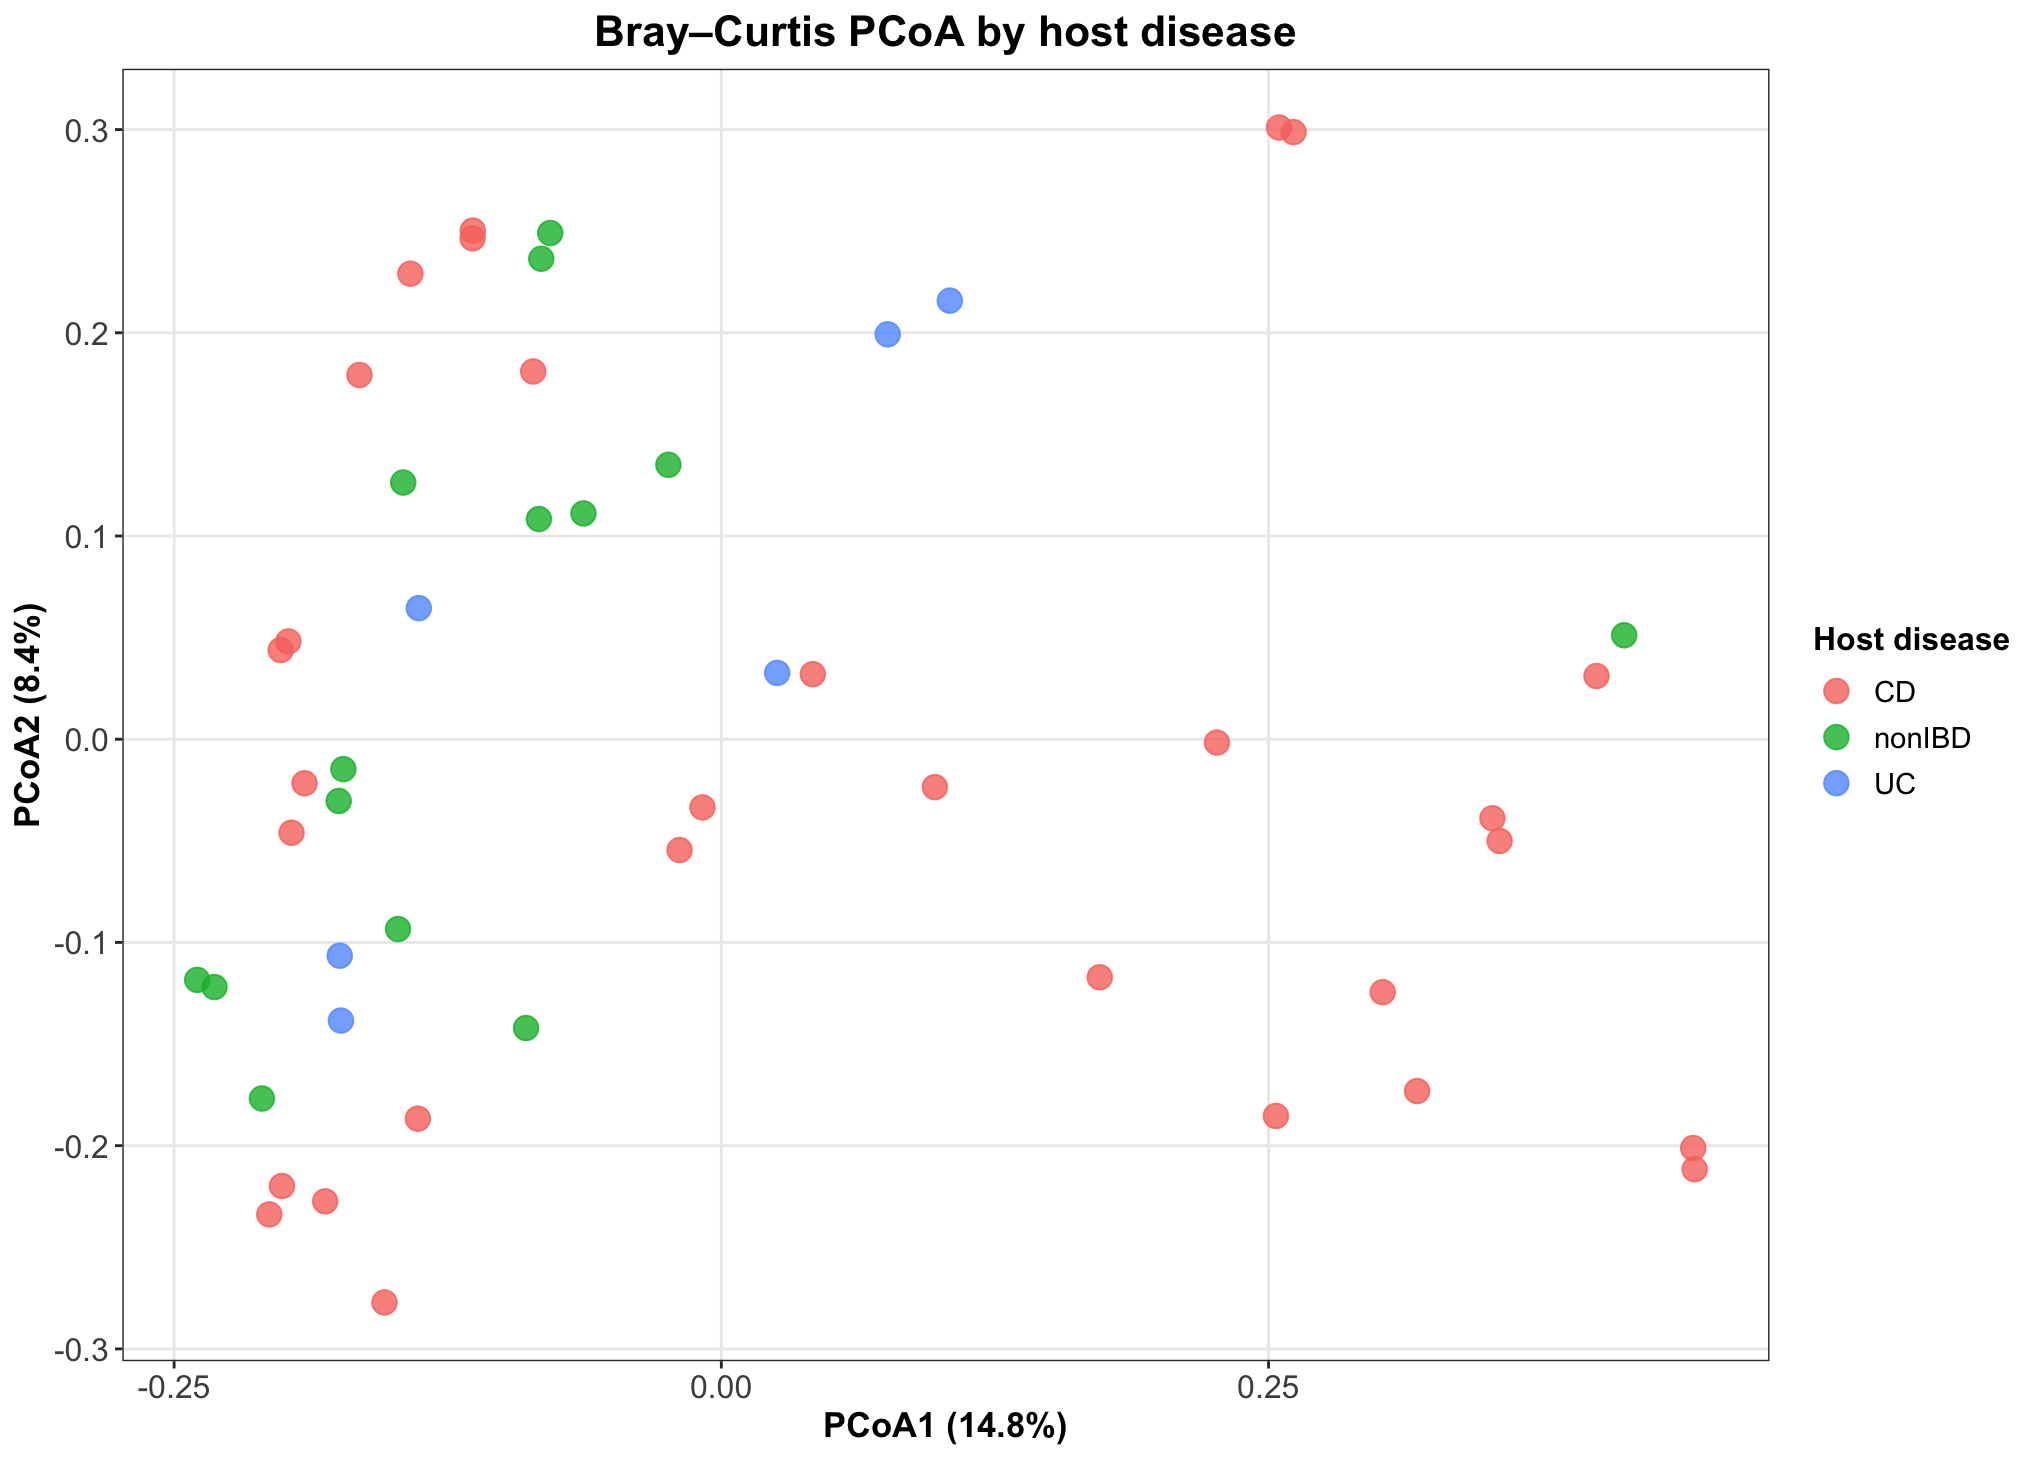 Bray–Curtis PCoA by host disease
PCoA2 (8.4%)
0.3
0.2
0.1
0.0
-0.1
-0.2
-0.3
-0.25
0.00
0.25
PCoA1 (14.8%)
Host disease
CD
nonIBD
UC